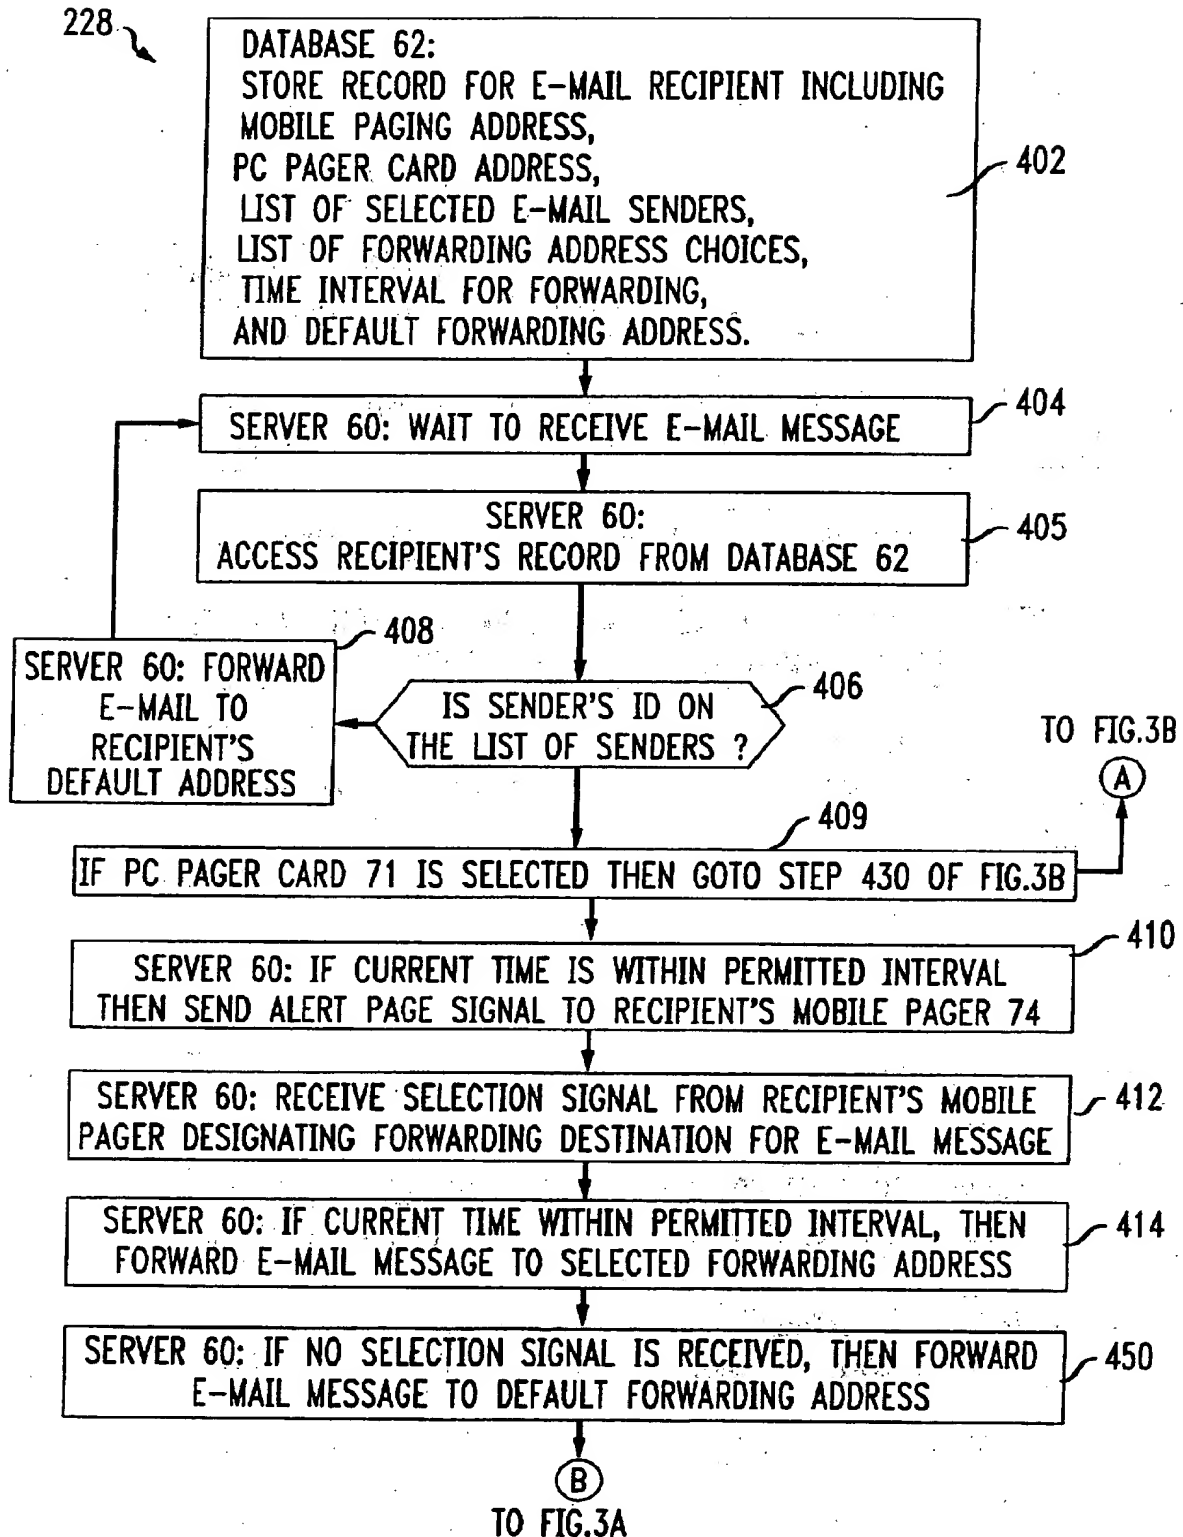 228
DATABASE 62:
STORE RECORD FOR E-MAIL RECIPIENT INCLUDING
MOBILE PAGING ADDRESS,
PC PAGER CARD ADDRESS,
LIST OF SELECTED E-MAIL SENDERS,
LIST OF FORWARDING ADDRESS CHOICES,
TIME INTERVAL FOR FORWARDING,
AND DEFAULT FORWARDING ADDRESS.
402
SERVER 60: WAIT TO RECEIVE E-MAIL MESSAGE
404
SERVER 60:
ACCESS RECIPIENT'S RECORD FROM DATABASE 62
405
408
SERVER 60: FORWARD
E-MAIL TO
RECIPIENT'S
DEFAULT ADDRESS
IS SENDER'S ID ON
THE LIST OF SENDERS ?
406
TO FIG.3B
A
409
IF PC PAGER CARD 71 IS SELECTED THEN GOTO STEP 430 OF FIG.3B
410
SERVER 60: IF CURRENT TIME IS WITHIN PERMITTED INTERVAL
THEN SEND ALERT PAGE SIGNAL TO RECIPIENT'S MOBILE PAGER 74
SERVER 60: RECEIVE SELECTION SIGNAL FROM RECIPIENT'S MOBILE
PAGER DESIGNATING FORWARDING DESTINATION FOR E-MAIL MESSAGE
412
SERVER 60: IF CURRENT TIME WITHIN PERMITTED INTERVAL, THEN
FORWARD E-MAIL MESSAGE TO SELECTED FORWARDING ADDRESS
414
SERVER 60: IF NO SELECTION SIGNAL IS RECEIVED, THEN FORWARD
E-MAIL MESSAGE TO DEFAULT FORWARDING ADDRESS
450
B
TO FIG.3A